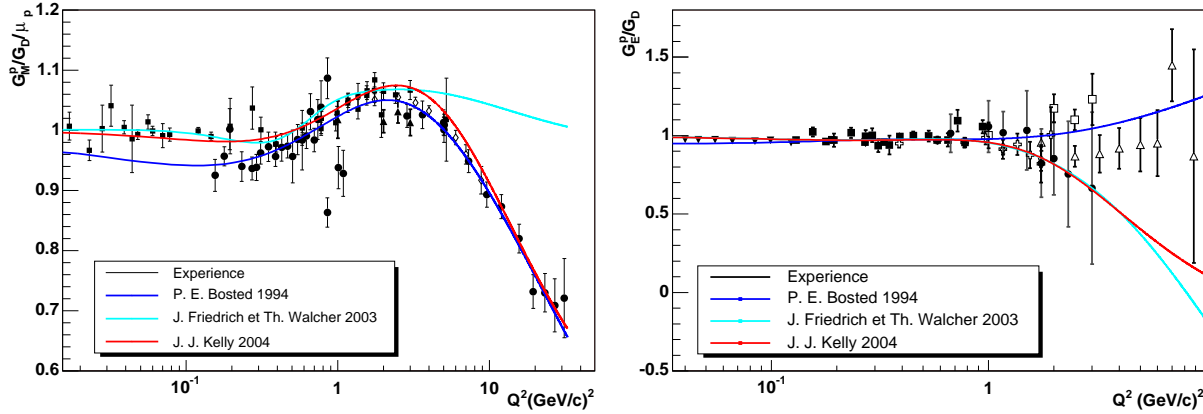 G_M^p/G_D/μ_p
1.2
1.1
1
0.9
0.8
0.7
0.6
10^-1
1
10
Q^2(GeV/c)^2
Experience
P. E. Bosted 1994
J. Friedrich et Th. Walcher 2003
J. J. Kelly 2004
G_E^p/G_D
1.5
1
0.5
0
-0.5
10^-1
1
Q^2 (GeV/c)^2
Experience
P. E. Bosted 1994
J. Friedrich et Th. Walcher 2003
J. J. Kelly 2004